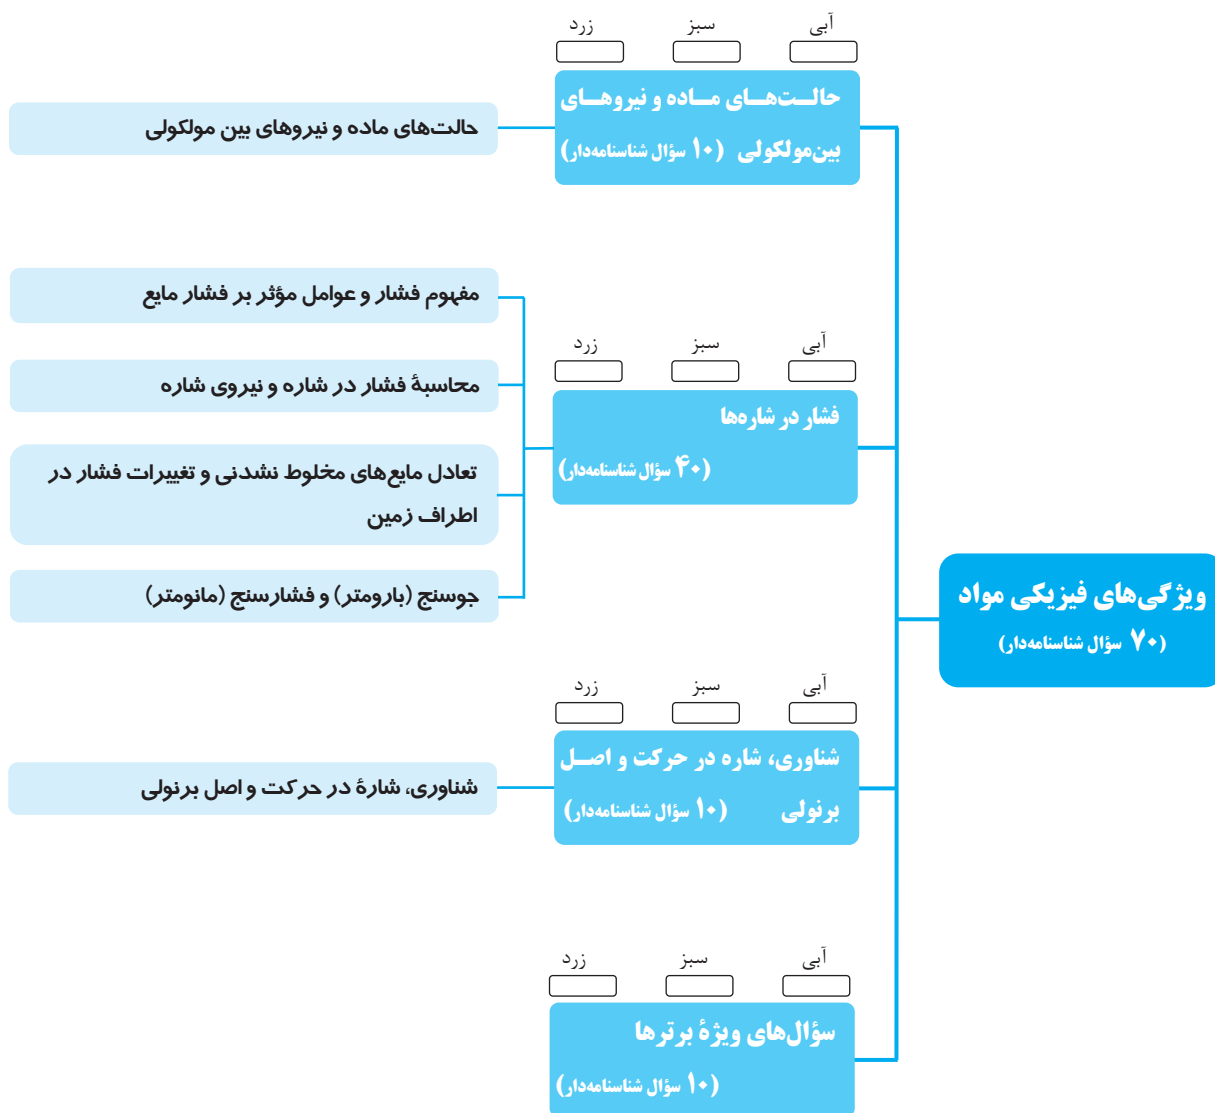 ویژگی‌های فیزیکی مواد
(۷۰ سؤال شناسنامه‌دار)
آبی سبز زرد
حالــت‌هــای مــاده و نیروهــای
بین‌مولکولی (۱۰ سؤال شناسنامه‌دار)
حالت‌های ماده و نیروهای بین مولکولی
آبی سبز زرد
فشار در شاره‌ها
(۴۰ سؤال شناسنامه‌دار)
مفهوم فشار و عوامل مؤثر بر فشار مایع
محاسبهٔ فشار در شاره و نیروی شاره
تعادل مایع‌های مخلوط نشدنی و تغییرات فشار در
اطراف زمین
جوسنج (بارومتر) و فشارسنج (مانومتر)
آبی سبز زرد
شناوری، شاره در حرکت و اصــل
برنولی (۱۰ سؤال شناسنامه‌دار)
شناوری، شارهٔ در حرکت و اصل برنولی
آبی سبز زرد
سؤال‌های ویژهٔ برترها
(۱۰ سؤال شناسنامه‌دار)